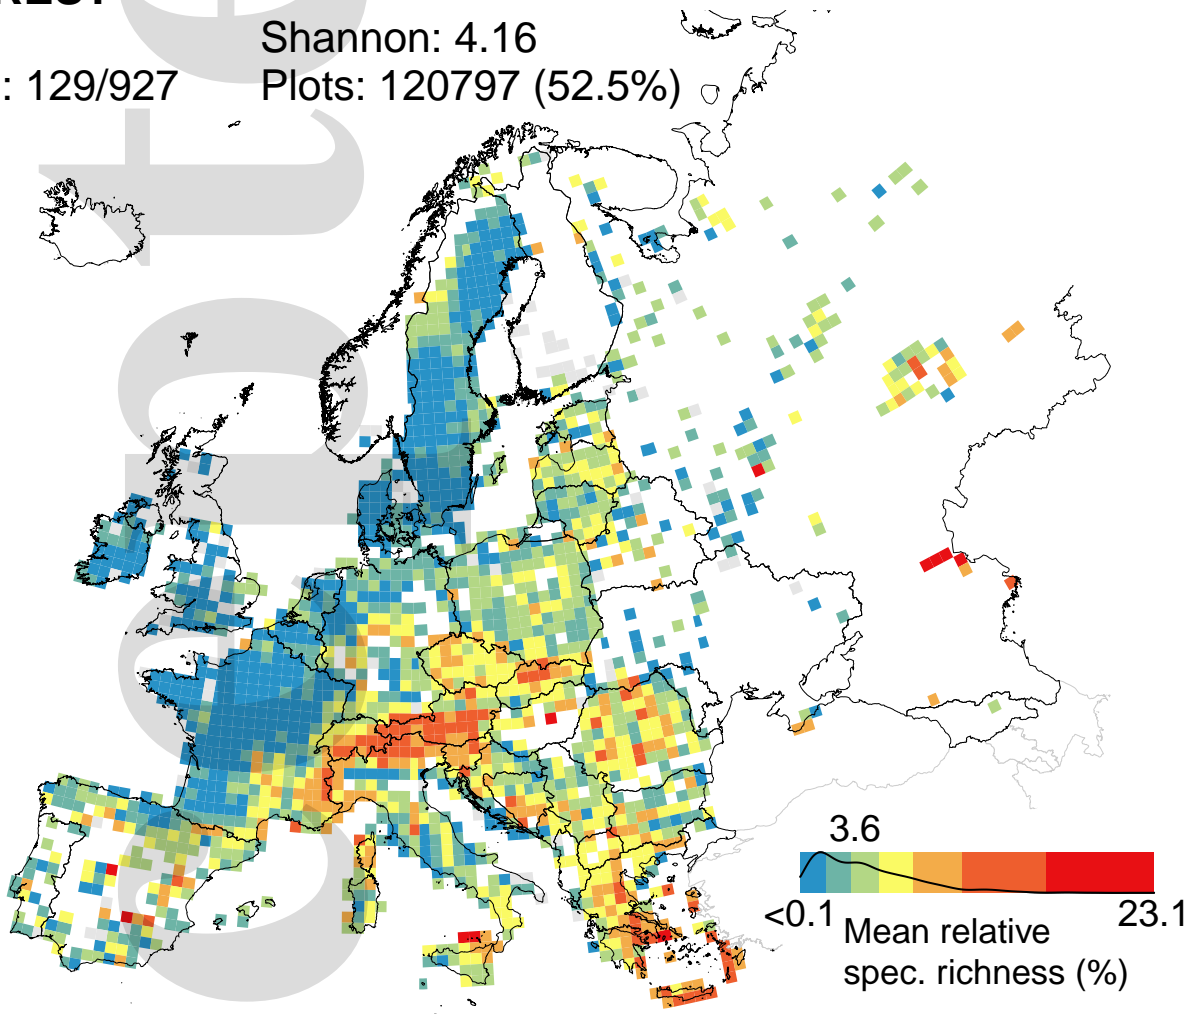 Shannon: 4.16
: 129/927 Plots: 120797 (52.5%)
3.6
<0.1 23.1
Mean relative
spec. richness (%)